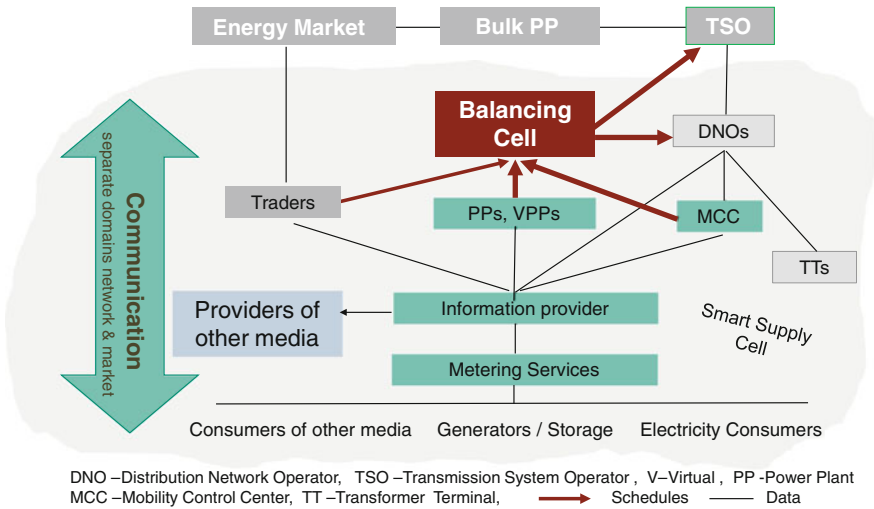 Energy Market
Bulk PP
TSO
Balancing
Cell
DNOs
Traders
PPs, VPPs
MCC
TTs
Communication
separate domains network & market
Providers of
other media
Information provider
Smart Supply
Cell
Metering Services
Consumers of other media
Generators / Storage
Electricity Consumers
DNO –Distribution Network Operator, TSO –Transmission System Operator , V–Virtual , PP -Power Plant
MCC –Mobility Control Center, TT –Transformer Terminal, Schedules Data